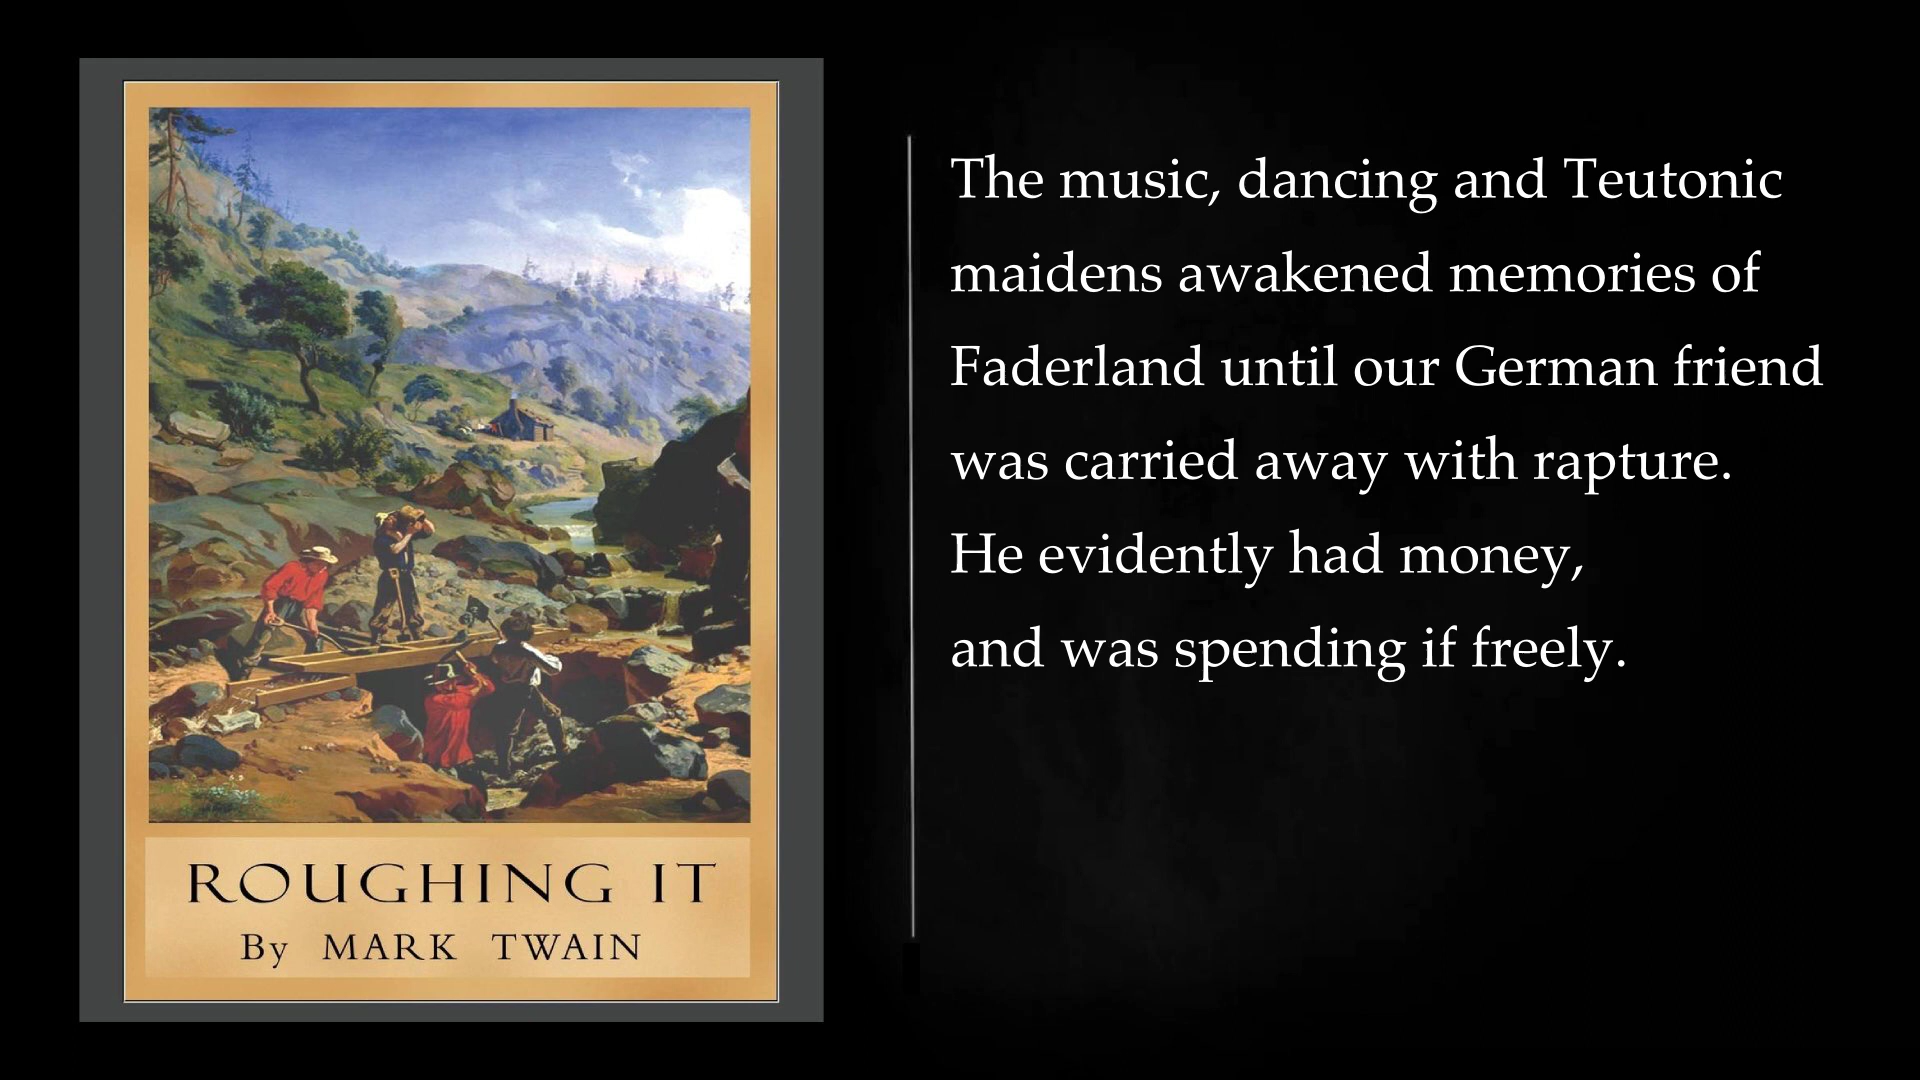 ROUGHING IT
By MARK TWAIN
The music, dancing and Teutonic
maidens awakened memories of
Faderland until our German friend
was carried away with rapture.
He evidently had money,
and was spending if freely.